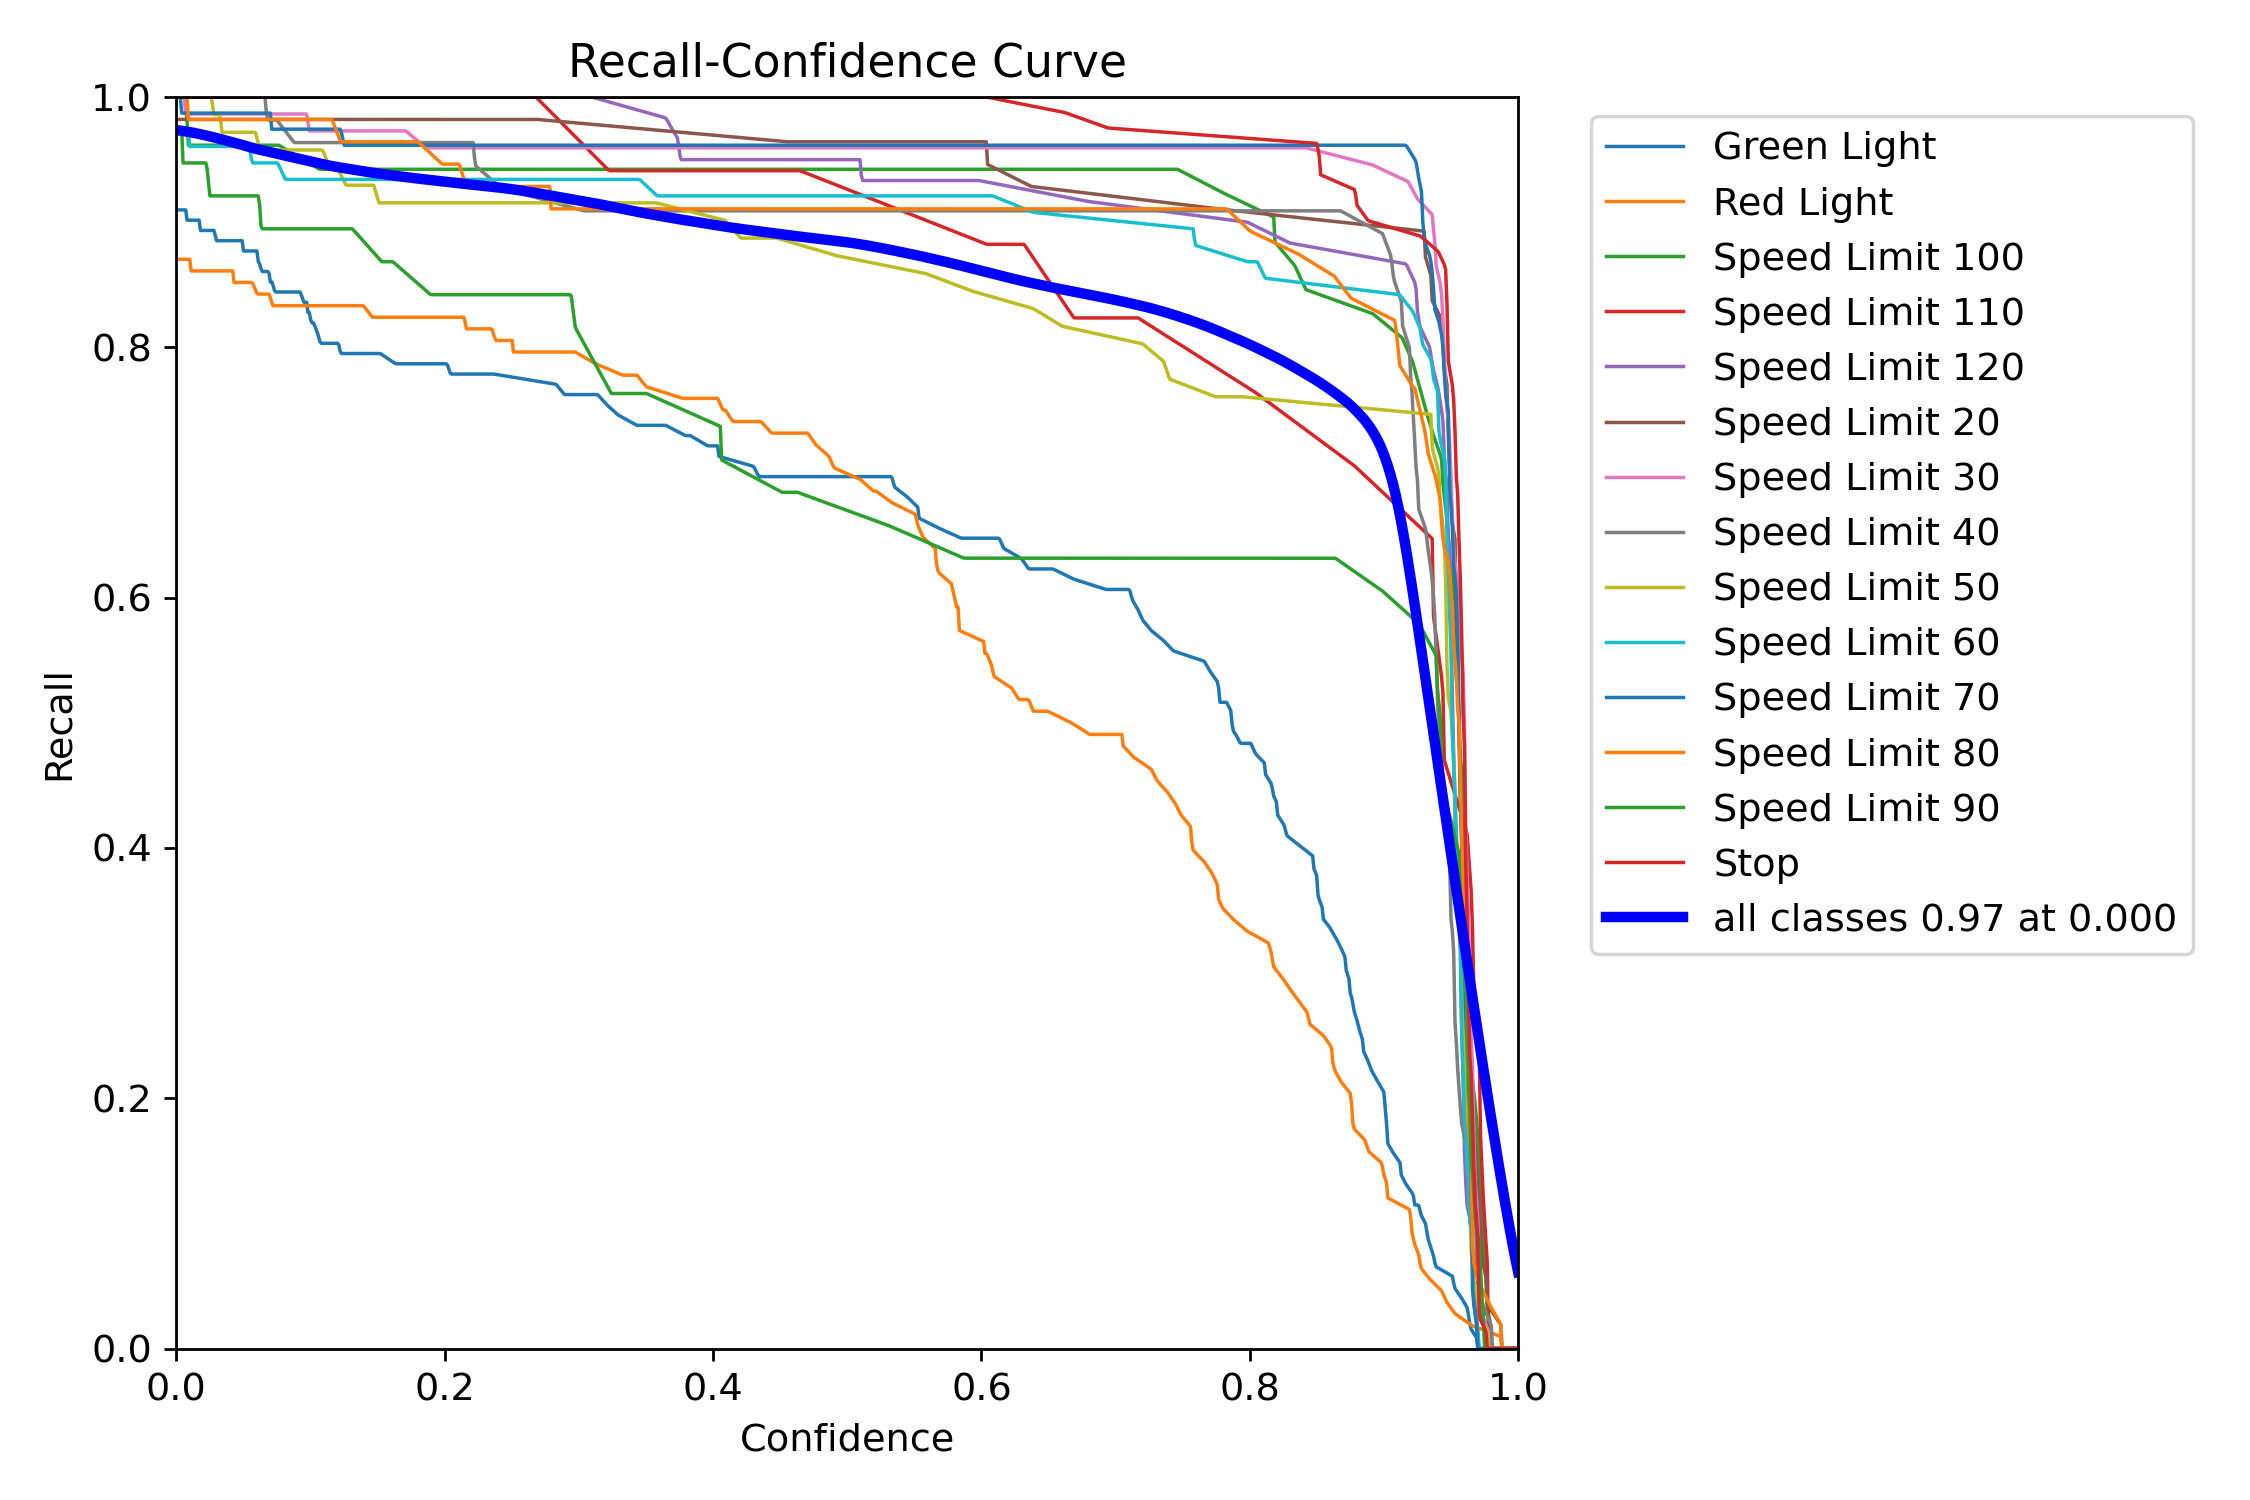 Recall-Confidence Curve
1.0
0.8
0.6
0.4
0.2
0.0
Recall
0.0 0.2 0.4 0.6 0.8 1.0
Confidence
Green Light
Red Light
Speed Limit 100
Speed Limit 110
Speed Limit 120
Speed Limit 20
Speed Limit 30
Speed Limit 40
Speed Limit 50
Speed Limit 60
Speed Limit 70
Speed Limit 80
Speed Limit 90
Stop
all classes 0.97 at 0.000